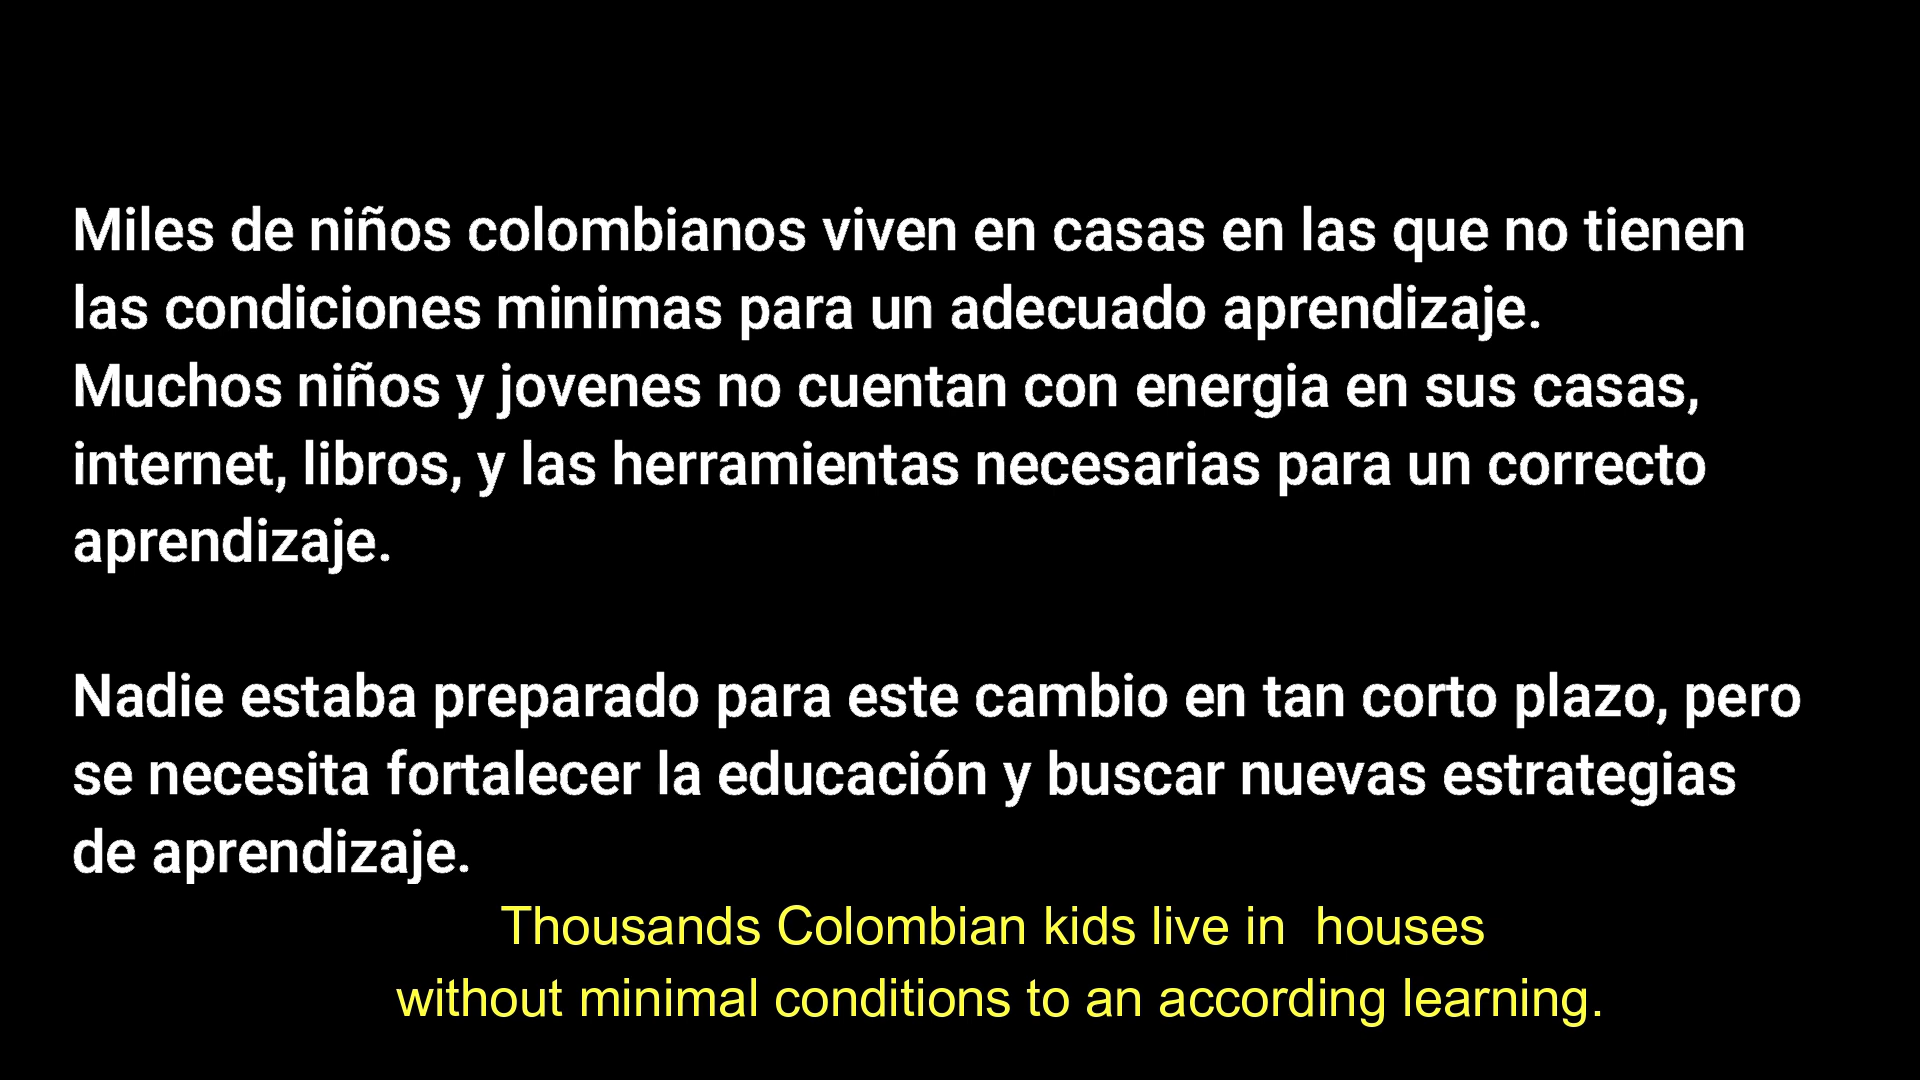 Miles de niños colombianos viven en casas en las que no tienen
las condiciones minimas para un adecuado aprendizaje.
Muchos niños y jovenes no cuentan con energia en sus casas,
internet, libros, y las herramientas necesarias para un correcto
aprendizaje.
Nadie estaba preparado para este cambio en tan corto plazo, pero
se necesita fortalecer la educación y buscar nuevas estrategias
de aprendizaje.
Thousands Colombian kids live in  houses
without minimal conditions to an according learning.